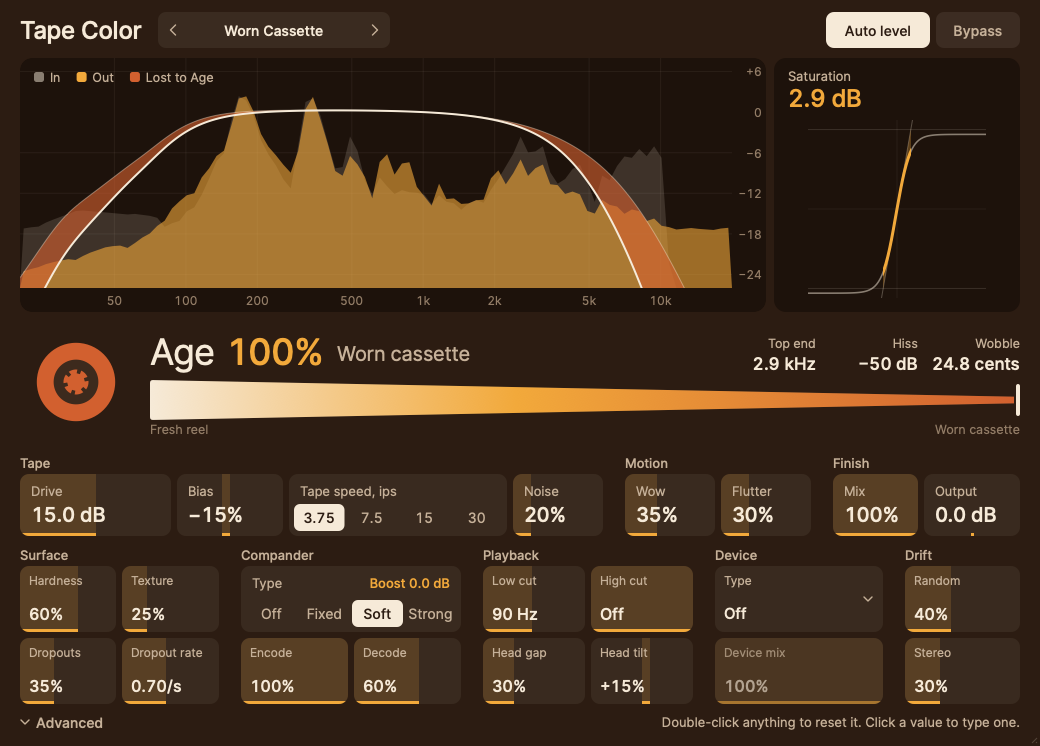 Tape Color
Worn Cassette
Auto level
Bypass
In
Out
Lost to Age
+6
0
−6
−12
−18
−24
50
100
200
500
1k
2k
5k
10k
Saturation
2.9 dB
Age 100% Worn cassette
Top end
2.9 kHz
Hiss
−50 dB
Wobble
24.8 cents
Fresh reel
Worn cassette
Tape
Drive
15.0 dB
Bias
−15%
Tape speed, ips
3.75 7.5 15 30
Noise
20%
Motion
Wow
35%
Flutter
30%
Finish
Mix
100%
Output
0.0 dB
Surface
Hardness
60%
Texture
25%
Dropouts
35%
Dropout rate
0.70/s
Compander
Type
Boost 0.0 dB
Off Fixed Soft Strong
Encode
100%
Decode
60%
Playback
Low cut
90 Hz
High cut
Off
Head gap
30%
Head tilt
+15%
Device
Type
Off
Device mix
100%
Drift
Random
40%
Stereo
30%
Advanced
Double-click anything to reset it. Click a value to type one.